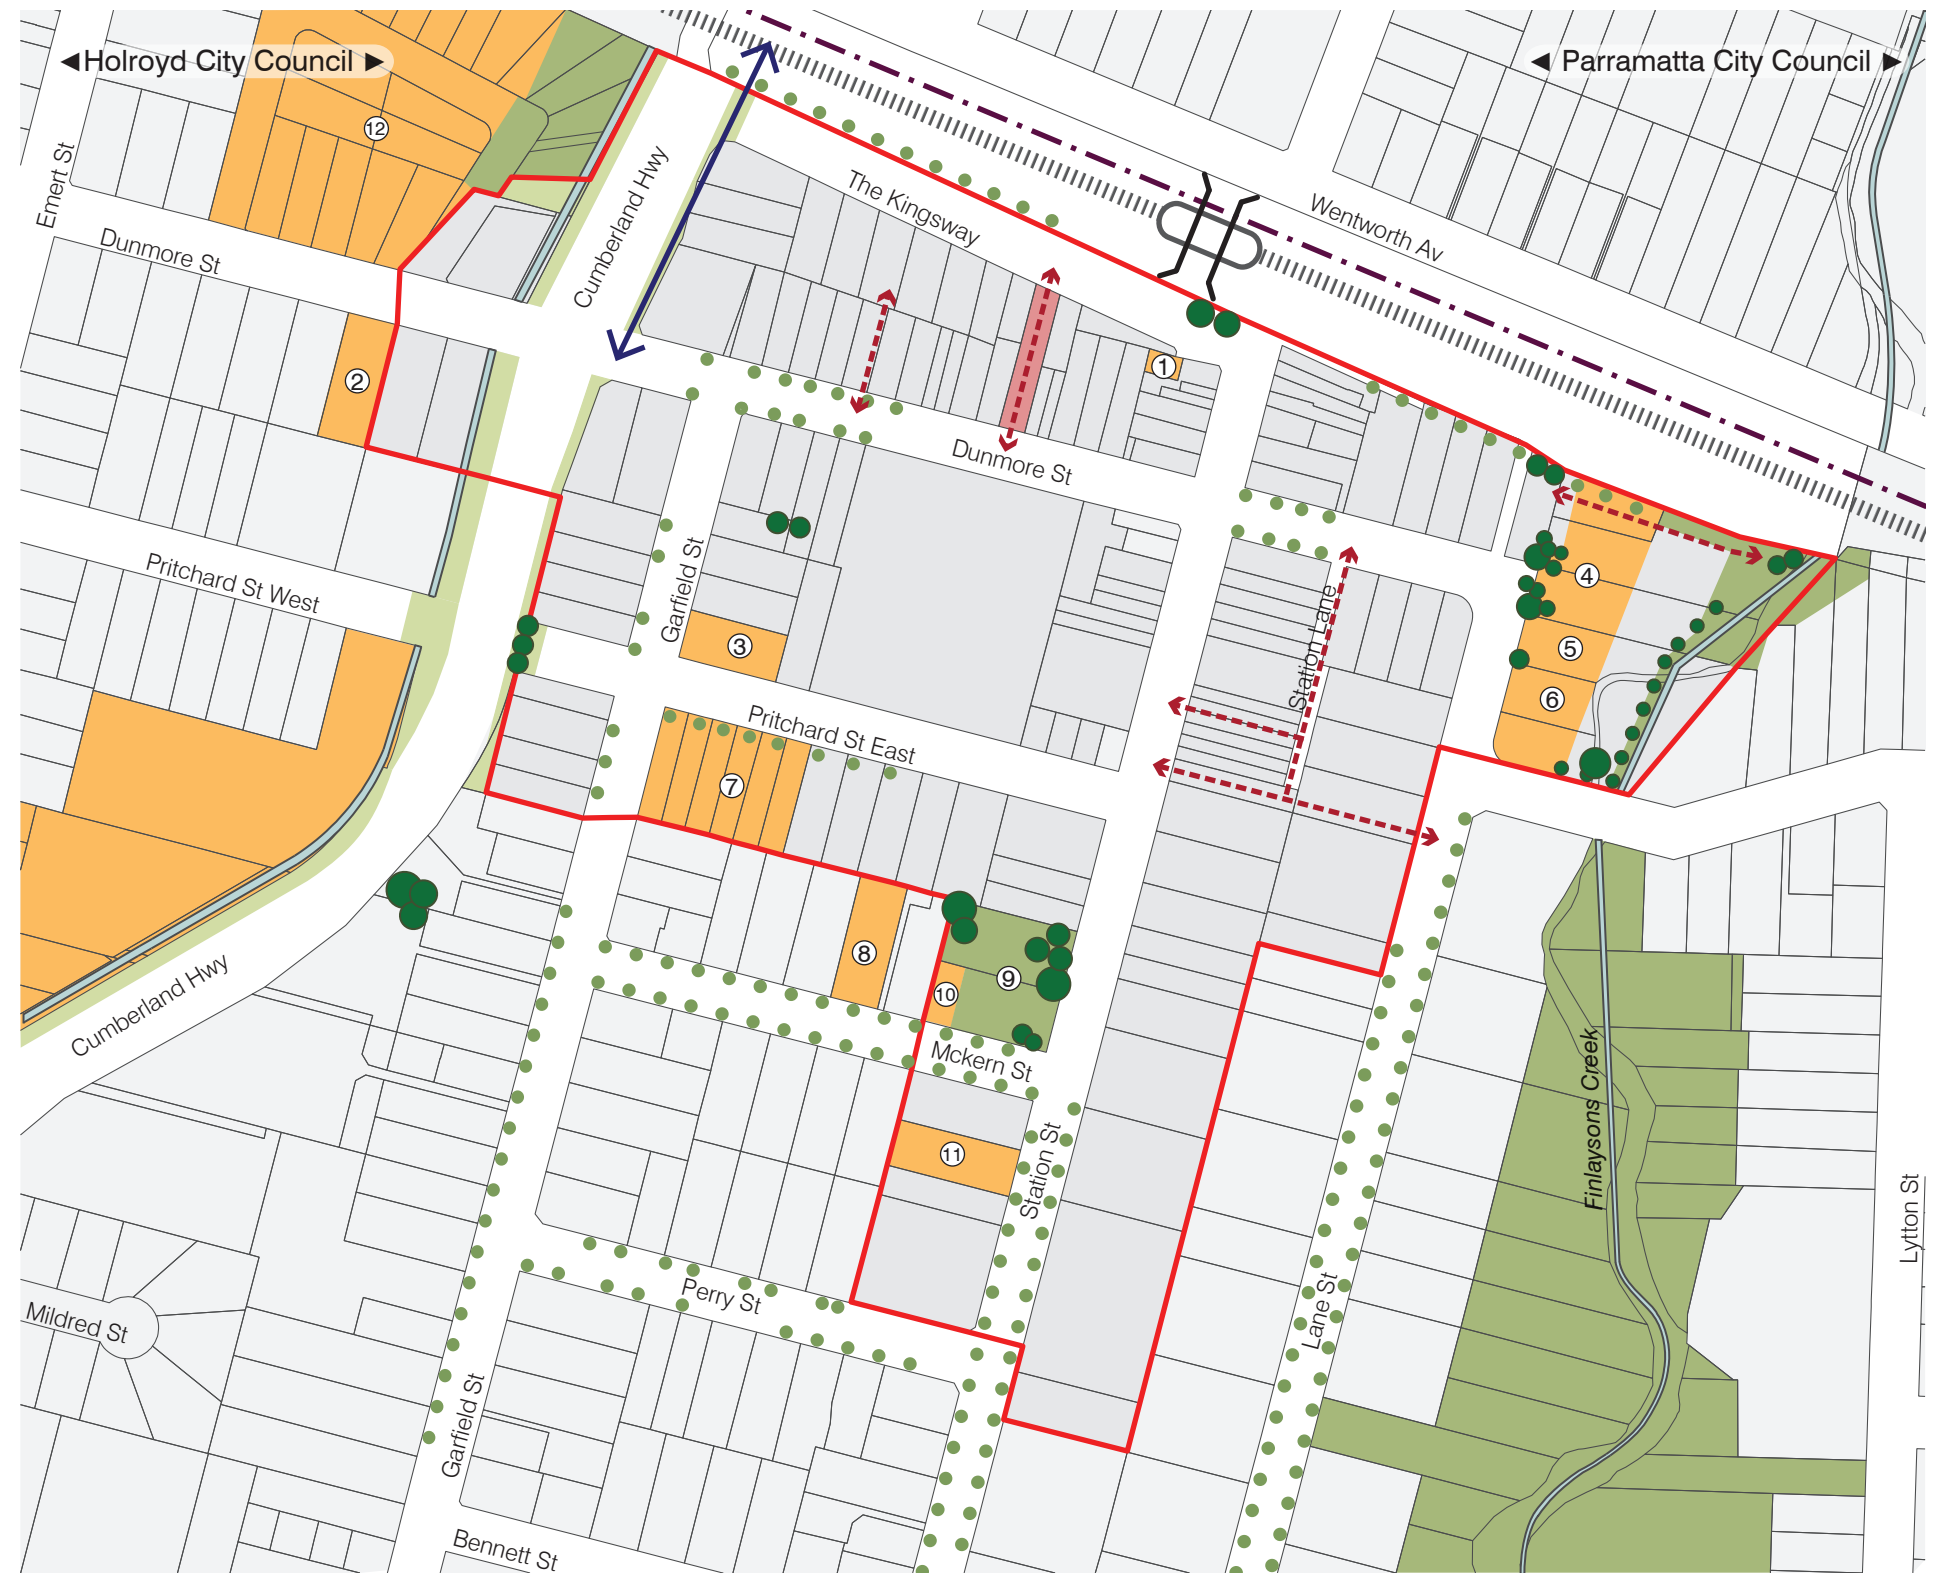 ◄Holroyd City Council ►
◄ Parramatta City Council ►
12
Emert St
Cumberland Hwy
The Kingsway
Wentworth Av
Dunmore St
1
2
Dunmore St
Pritchard St West
Garfield St
3
Station Lane
4
5
6
Pritchard St East
7
8
9
10
Cumberland Hwy
Mckern St
11
Station St
Finlaysons Creek
Lytton St
Perry St
Lane St
Mildred St
Garfield St
Bennett St